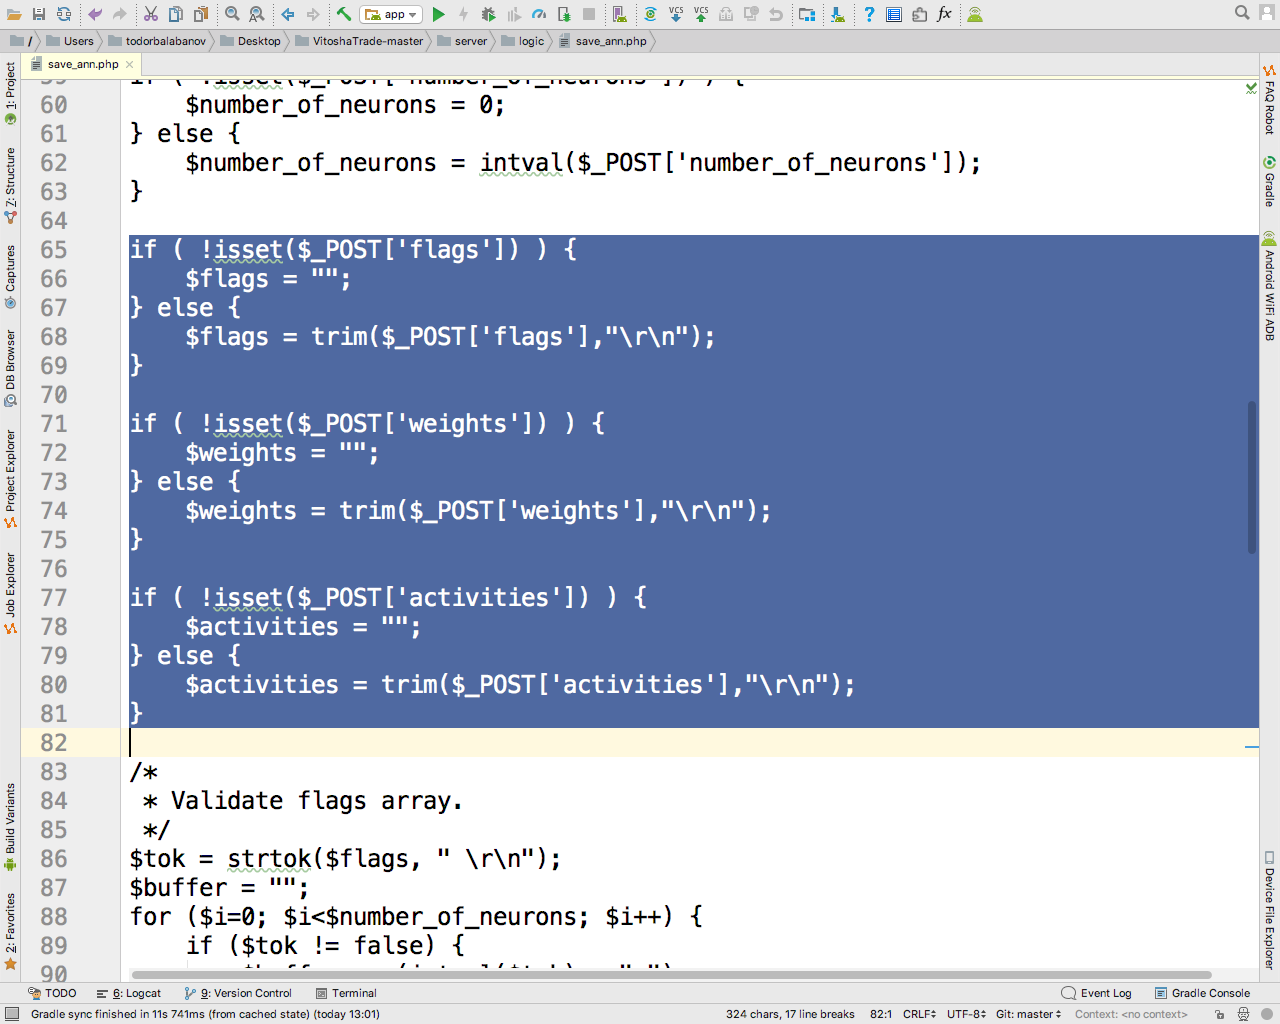 app
VCS
VCS
?
fx
/
Users
todorbalabanov
Desktop
VitoshaTrade-master
server
logic
save_ann.php
save_ann.php
1: Project
7: Structure
Captures
DB Browser
Project Explorer
Job Explorer
Build Variants
2: Favorites
60 $number_of_neurons = 0;
61 } else {
62 $number_of_neurons = intval($_POST['number_of_neurons']);
63 }
64
65 if ( !isset($_POST['flags']) ) {
66 $flags = "";
67 } else {
68 $flags = trim($_POST['flags'],"\r\n");
69 }
70
71 if ( !isset($_POST['weights']) ) {
72 $weights = "";
73 } else {
74 $weights = trim($_POST['weights'],"\r\n");
75 }
76
77 if ( !isset($_POST['activities']) ) {
78 $activities = "";
79 } else {
80 $activities = trim($_POST['activities'],"\r\n");
81 }
82
83 /*
84 * Validate flags array.
85 */
86 $tok = strtok($flags, " \r\n");
87 $buffer = "";
88 for ($i=0; $i<$number_of_neurons; $i++) {
89 if ($tok != false) {
90
FAQ Robot
Gradle
Android WiFi ADB
Device File Explorer
TODO
6: Logcat
9: Version Control
Terminal
Event Log
Gradle Console
Gradle sync finished in 11s 741ms (from cached state) (today 13:01)
324 chars, 17 line breaks
82:1
CRLF
UTF-8
Git: master
Context: <no context>